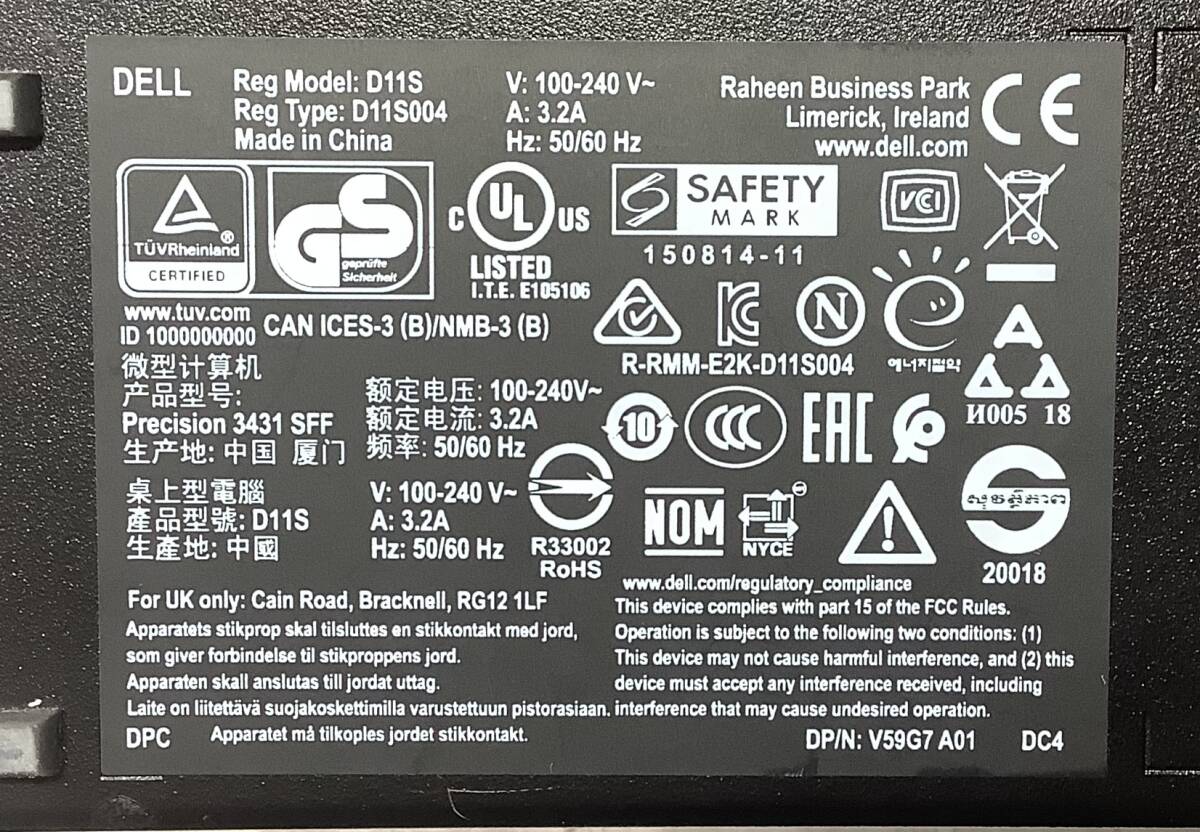 DELL
Reg Model: D11S
Reg Type: D11S004
Made in China
V: 100-240 V~
A: 3.2A
Hz: 50/60 Hz
Raheen Business Park
Limerick, Ireland
www.dell.com
CE
TÜVRheinland®
CERTIFIED
GS
geprüfte
Sicherheit
C UL US
LISTED
I.T.E. E105106
SAFETY
MARK
150814-11
VCI
www.tuv.com
ID 1000000000
CAN ICES-3 (B)/NMB-3 (B)
N
R-RMM-E2K-D11S004
에너지절약
И005 18
微型计算机
产品型号:
Precision 3431 SFF
生产地: 中国 厦门
额定电压: 100-240V~
额定电流: 3.2A
频率: 50/60 Hz
10
CCC
EAC
桌上型電腦
產品型號: D11S
生產地: 中國
V: 100-240 V~
A: 3.2A
Hz: 50/60 Hz
R33002
RoHS
NOM
NYCE
សុវត្ថិភាព
20018
www.dell.com/regulatory_compliance
For UK only: Cain Road, Bracknell, RG12 1LF
Apparatets stikprop skal tilsluttes en stikkontakt med jord,
som giver forbindelse til stikproppens jord.
Apparaten skall anslutas till jordat uttag.
Laite on liitettävä suojakoskettimilla varustettuun pistorasiaan.
Apparatet må tilkoples jordet stikkontakt.
This device complies with part 15 of the FCC Rules.
Operation is subject to the following two conditions: (1)
This device may not cause harmful interference, and (2) this
device must accept any interference received, including
interference that may cause undesired operation.
DPC
DP/N: V59G7 A01
DC4